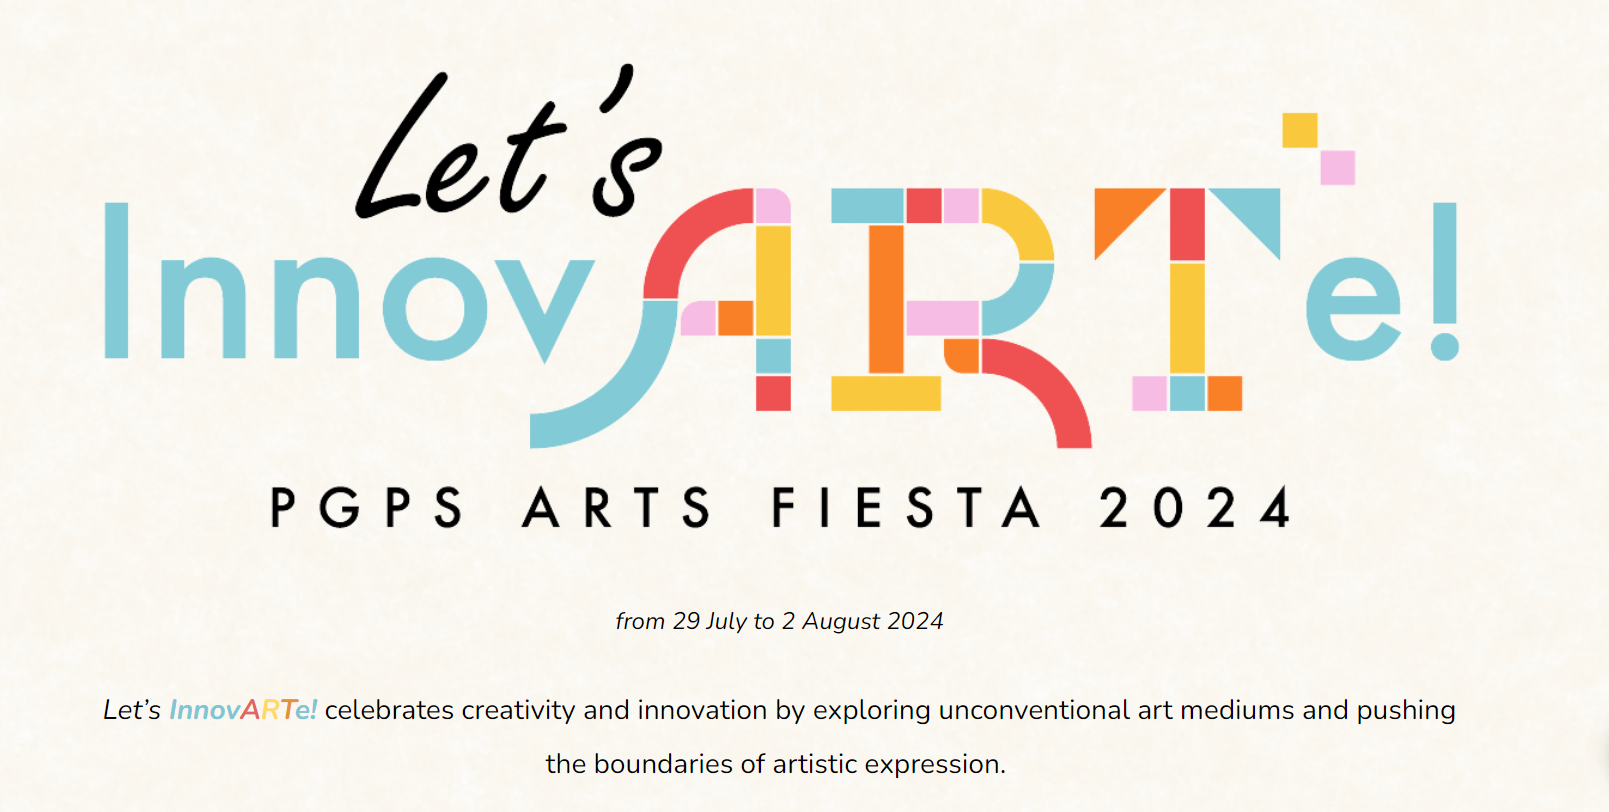 Let's
InnovARTe!
PGPS ARTS FIESTA 2024
from 29 July to 2 August 2024
Let’s InnovARTe! celebrates creativity and innovation by exploring unconventional art mediums and pushing
the boundaries of artistic expression.